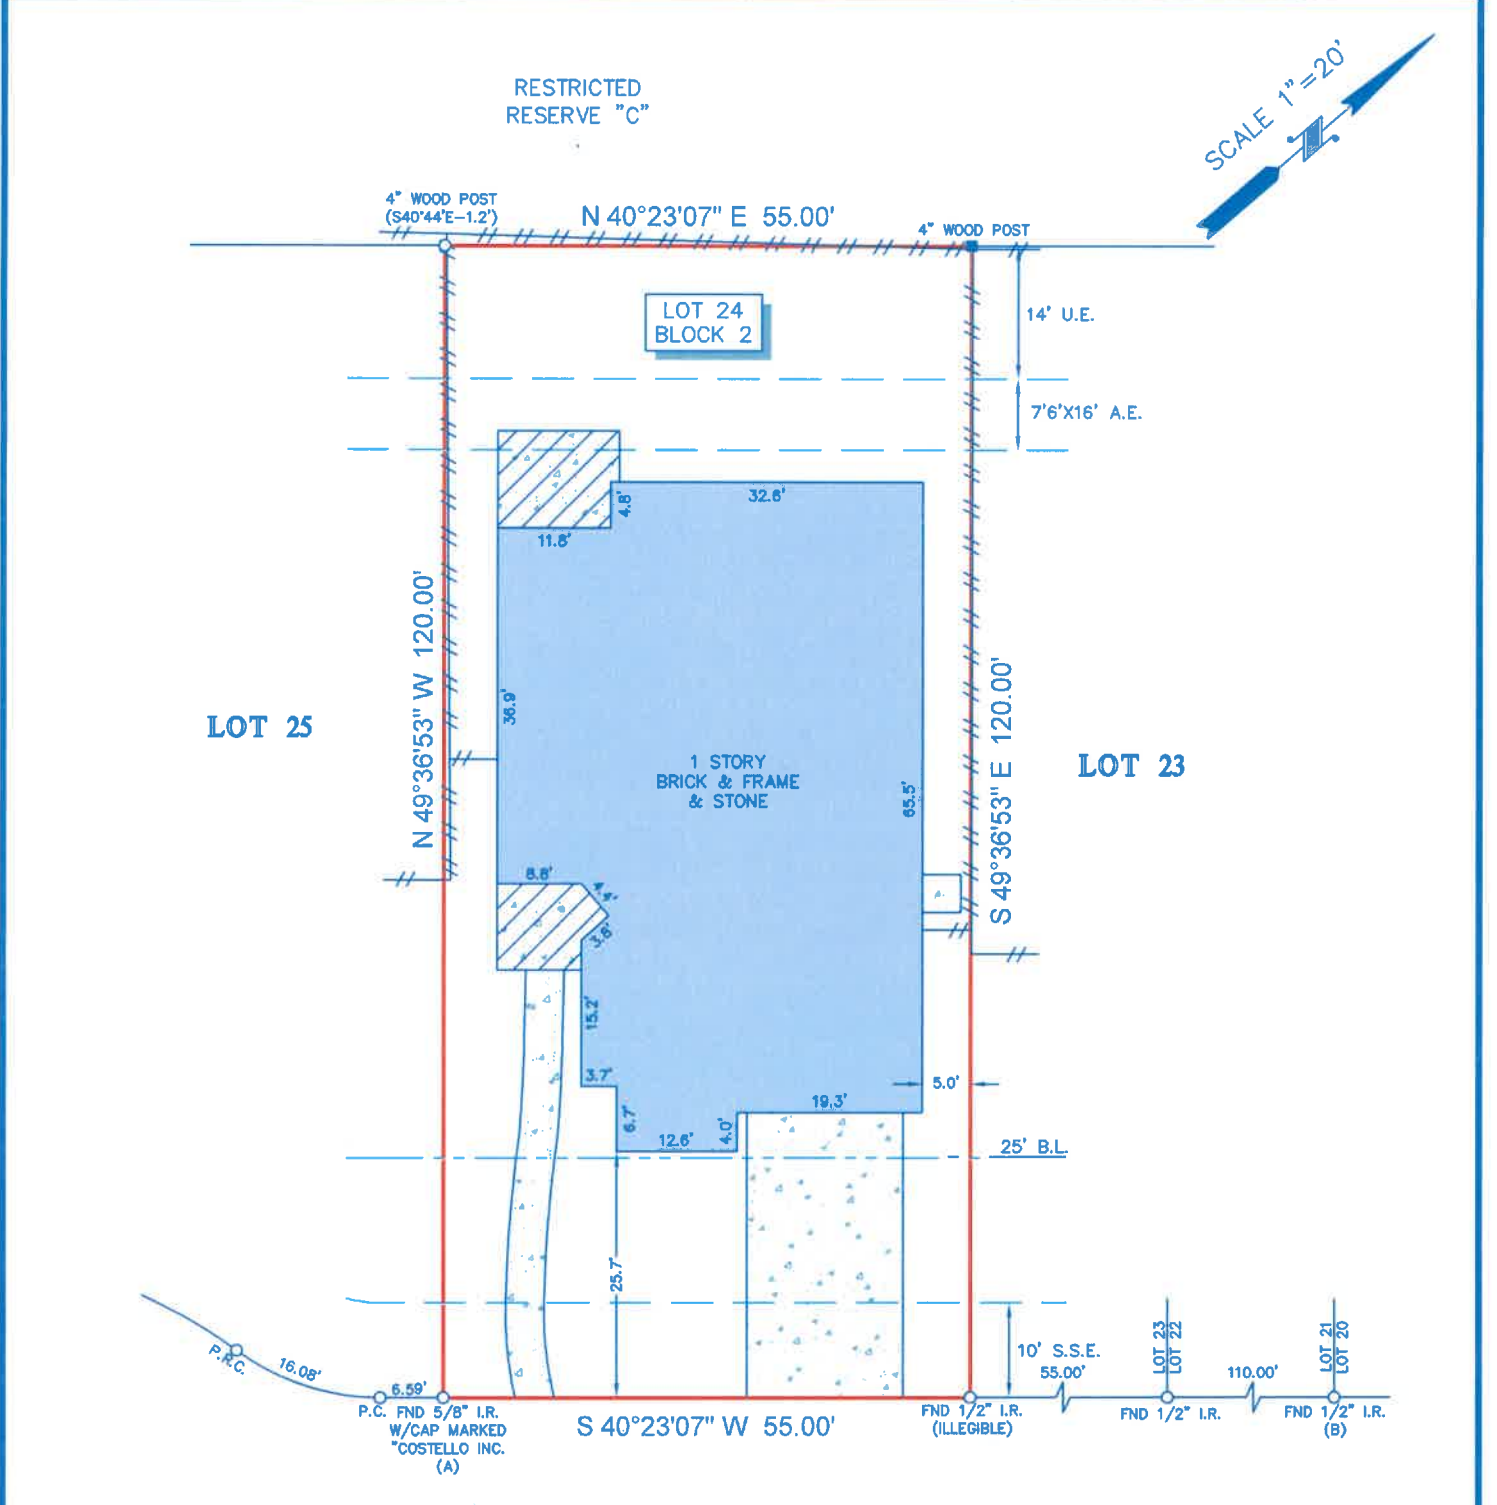 RESTRICTED
RESERVE "C"
SCALE 1"=20'
4" WOOD POST
(S40°44'E-1.2')
N 40°23'07" E 55.00'
4" WOOD POST
LOT 24
BLOCK 2
14' U.E.
7'6'X16' A.E.
32.6'
4.8'
11.8'
N 49°36'53" W 120.00'
36.9'
LOT 25
1 STORY
BRICK & FRAME
& STONE
65.5'
S 49°36'53" E 120.00'
LOT 23
8.8'
3.8'
15.2'
3.7'
5.0'
19.3'
6.7'
12.6'
4.0'
25' B.L.
25.7'
10' S.S.E.
P.R.C.
16.08'
6.59'
55.00'
LOT 23
LOT 22
110.00'
LOT 21
LOT 20
P.C. FND 5/8" I.R.
W/CAP MARKED
"COSTELLO INC.
(A)
S 40°23'07" W 55.00'
FND 1/2" I.R.
(ILLEGIBLE)
FND 1/2" I.R.
FND 1/2" I.R.
(B)